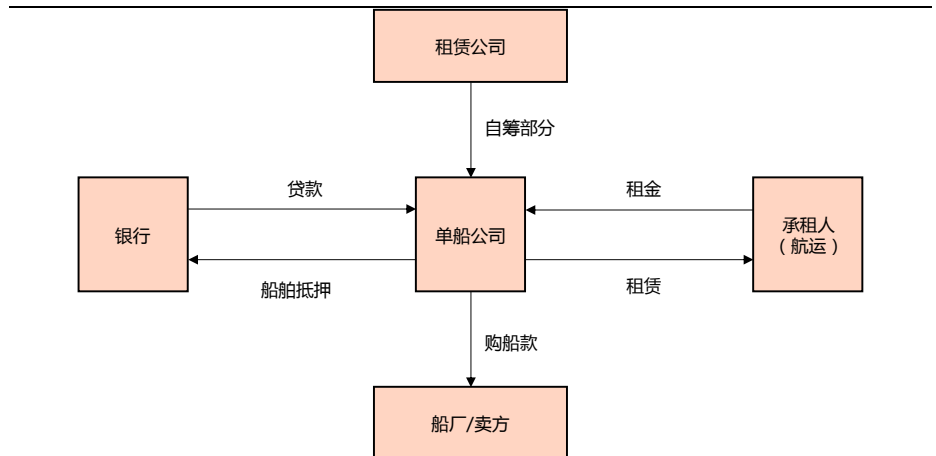 租赁公司
自筹部分
贷款
租金
银行
单船公司
承租人
（航运）
船舶抵押
租赁
购船款
船厂/卖方